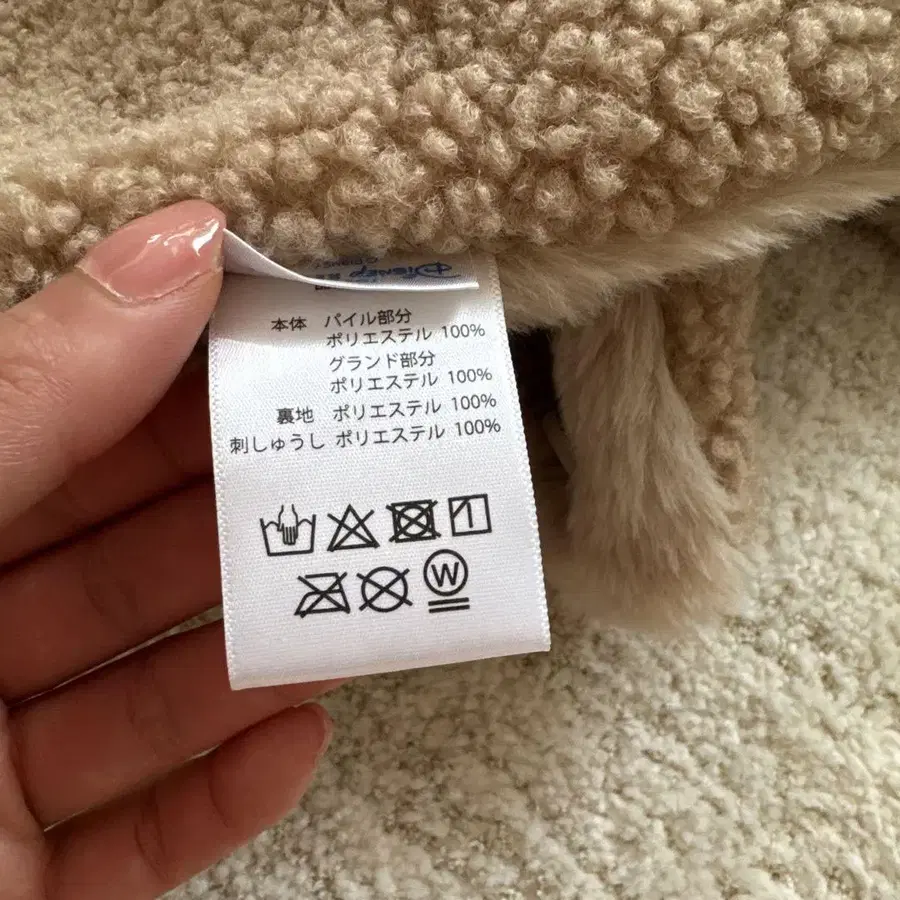 Disney
本体 パイル部分
ポリエステル 100%
グランド部分
ポリエステル 100%
裏地 ポリエステル 100%
刺しゅうし ポリエステル 100%
W